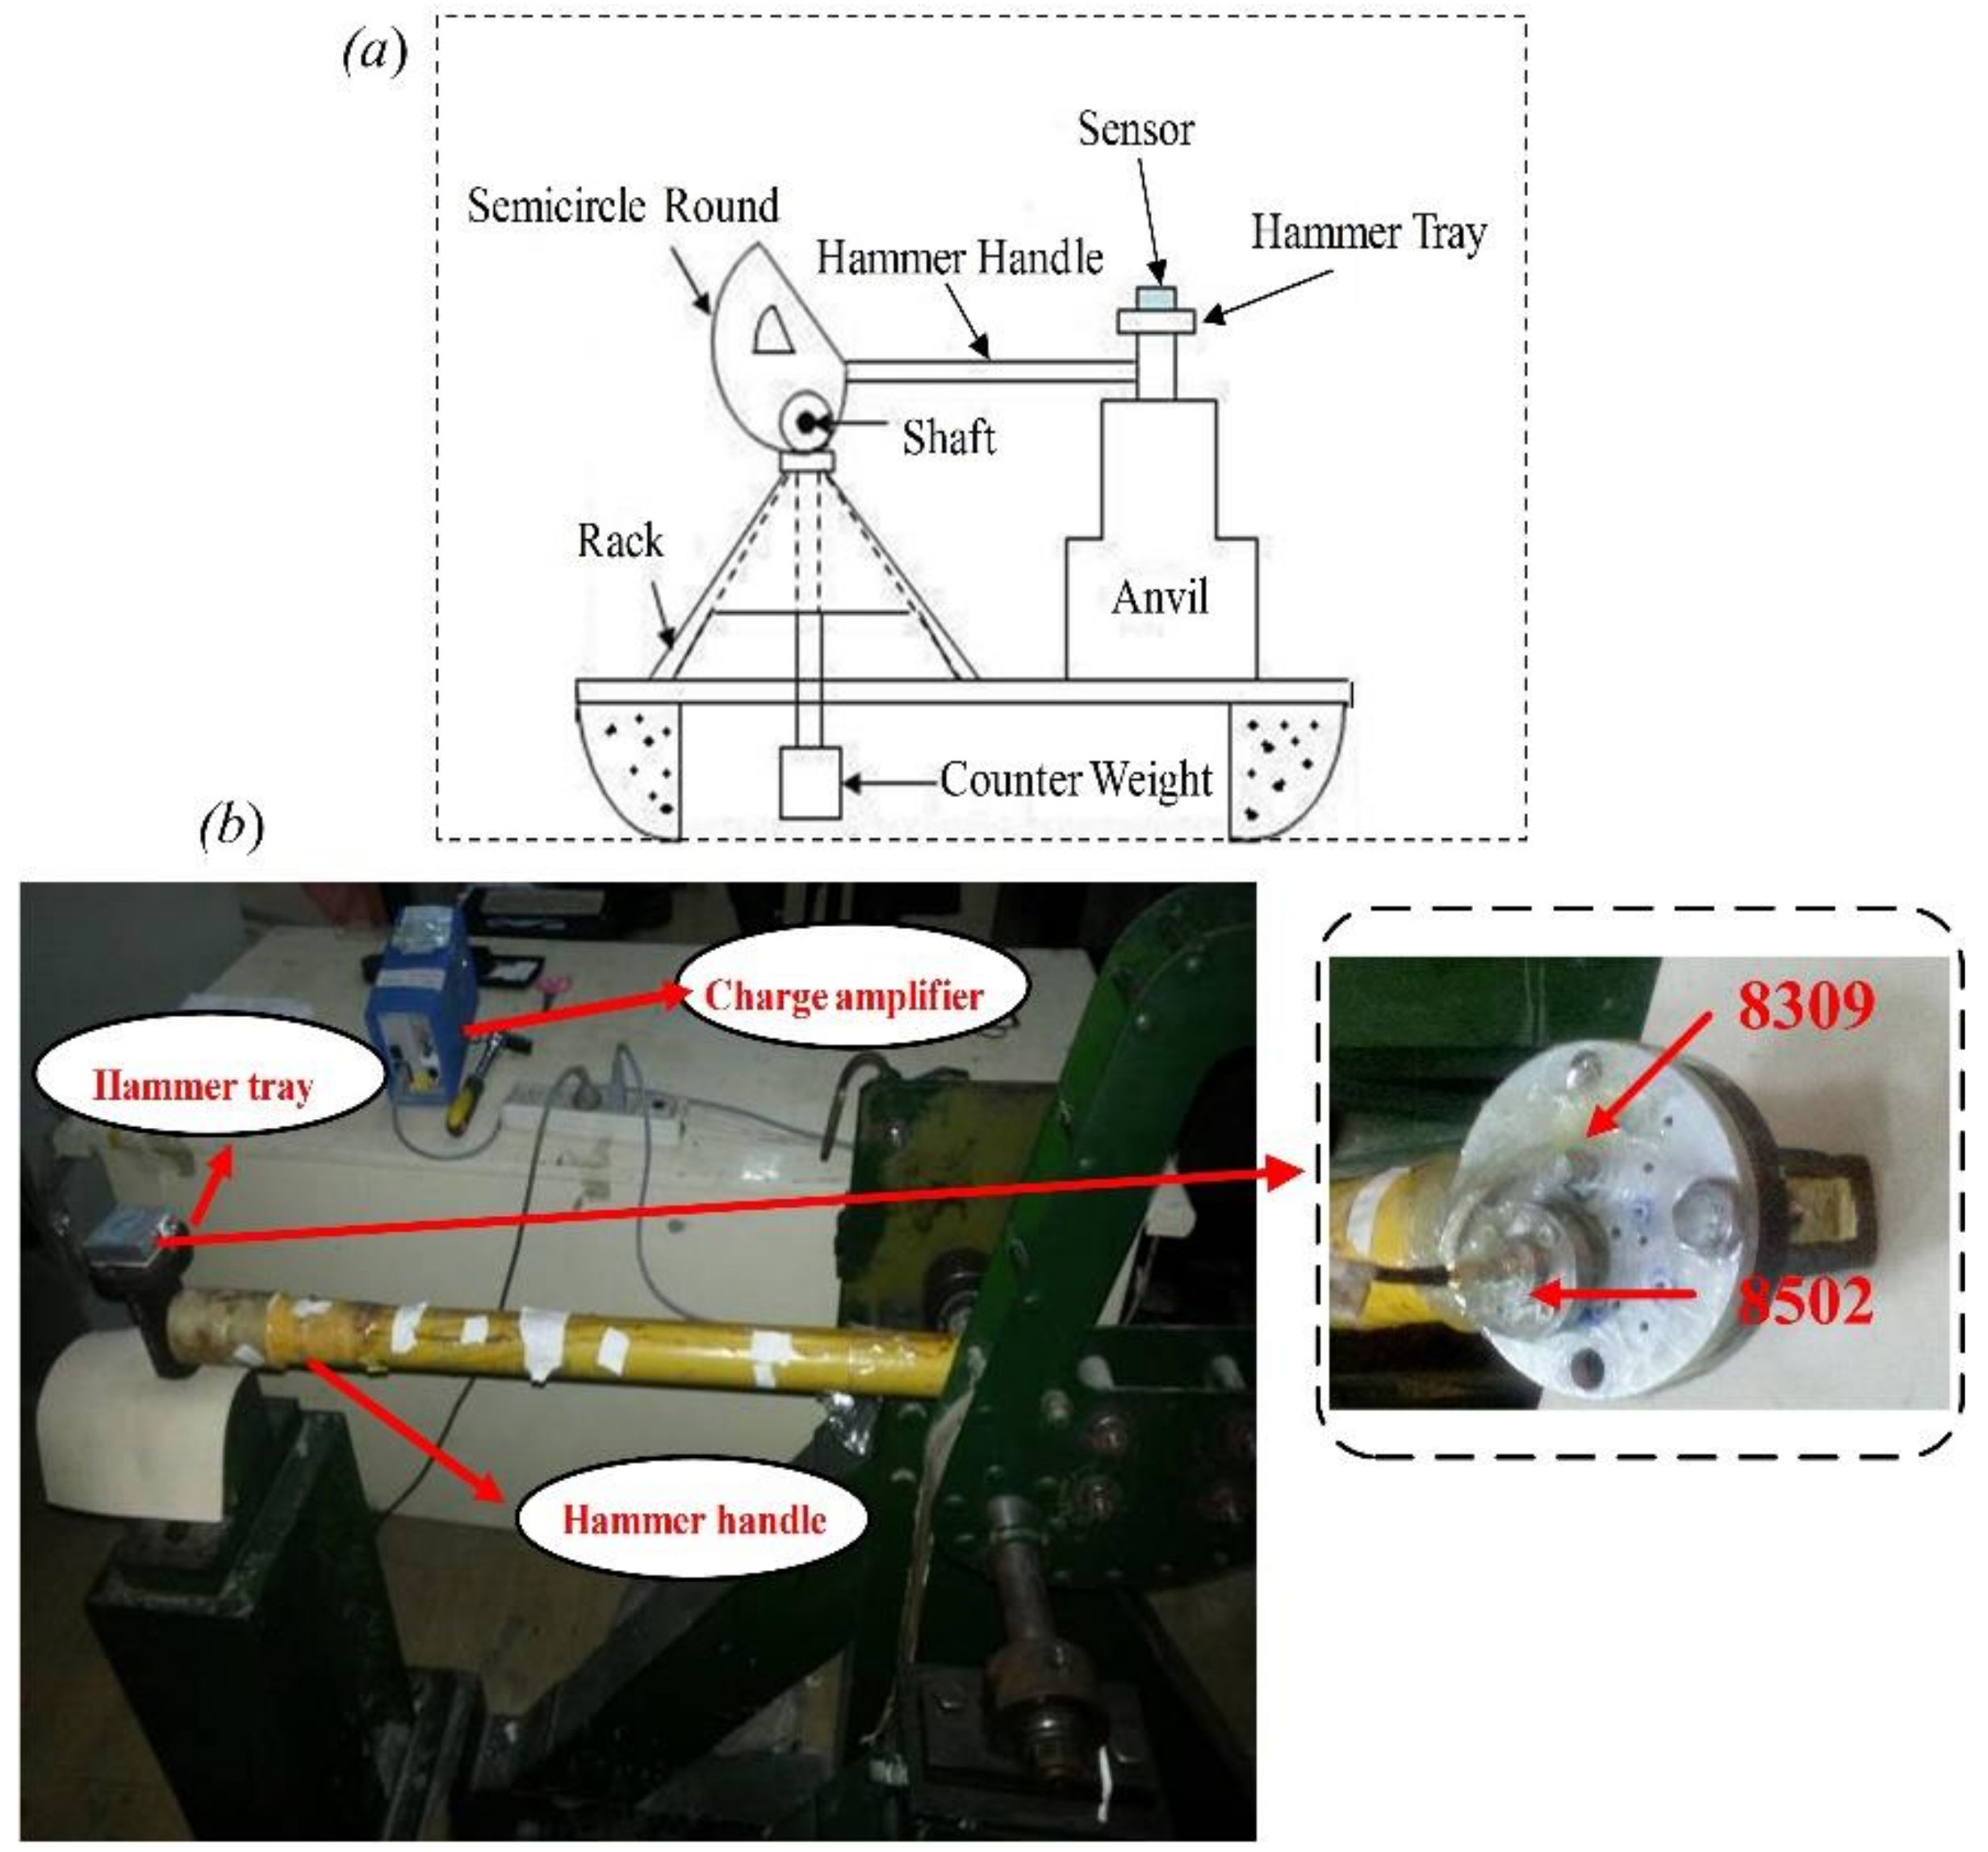 (a)
Sensor
Semicircle Round
Hammer Tray
Hammer Handle
Shaft
Rack
Anvil
Counter Weight
(b)
Charge amplifier
Hammer tray
8309
8502
Hammer handle